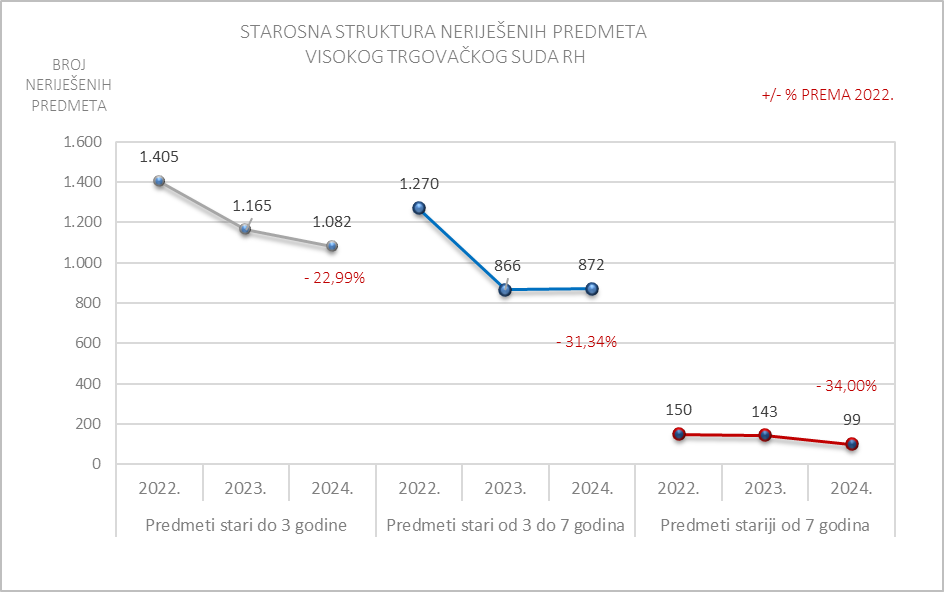 STAROSNA STRUKTURA NERIJEŠENIH PREDMETA
VISOKOG TRGOVAČKOG SUDA RH
BROJ
NERIJEŠENIH
PREDMETA
+/- % PREMA 2022.
1.600
1.400
1.200
1.000
800
600
400
200
0
1.405
1.165
1.082
- 22,99%
1.270
866
872
- 31,34%
150
143
99
- 34,00%
2022. 2023. 2024. 2022. 2023. 2024. 2022. 2023. 2024.
Predmeti stari do 3 godine Predmeti stari od 3 do 7 godina Predmeti stariji od 7 godina